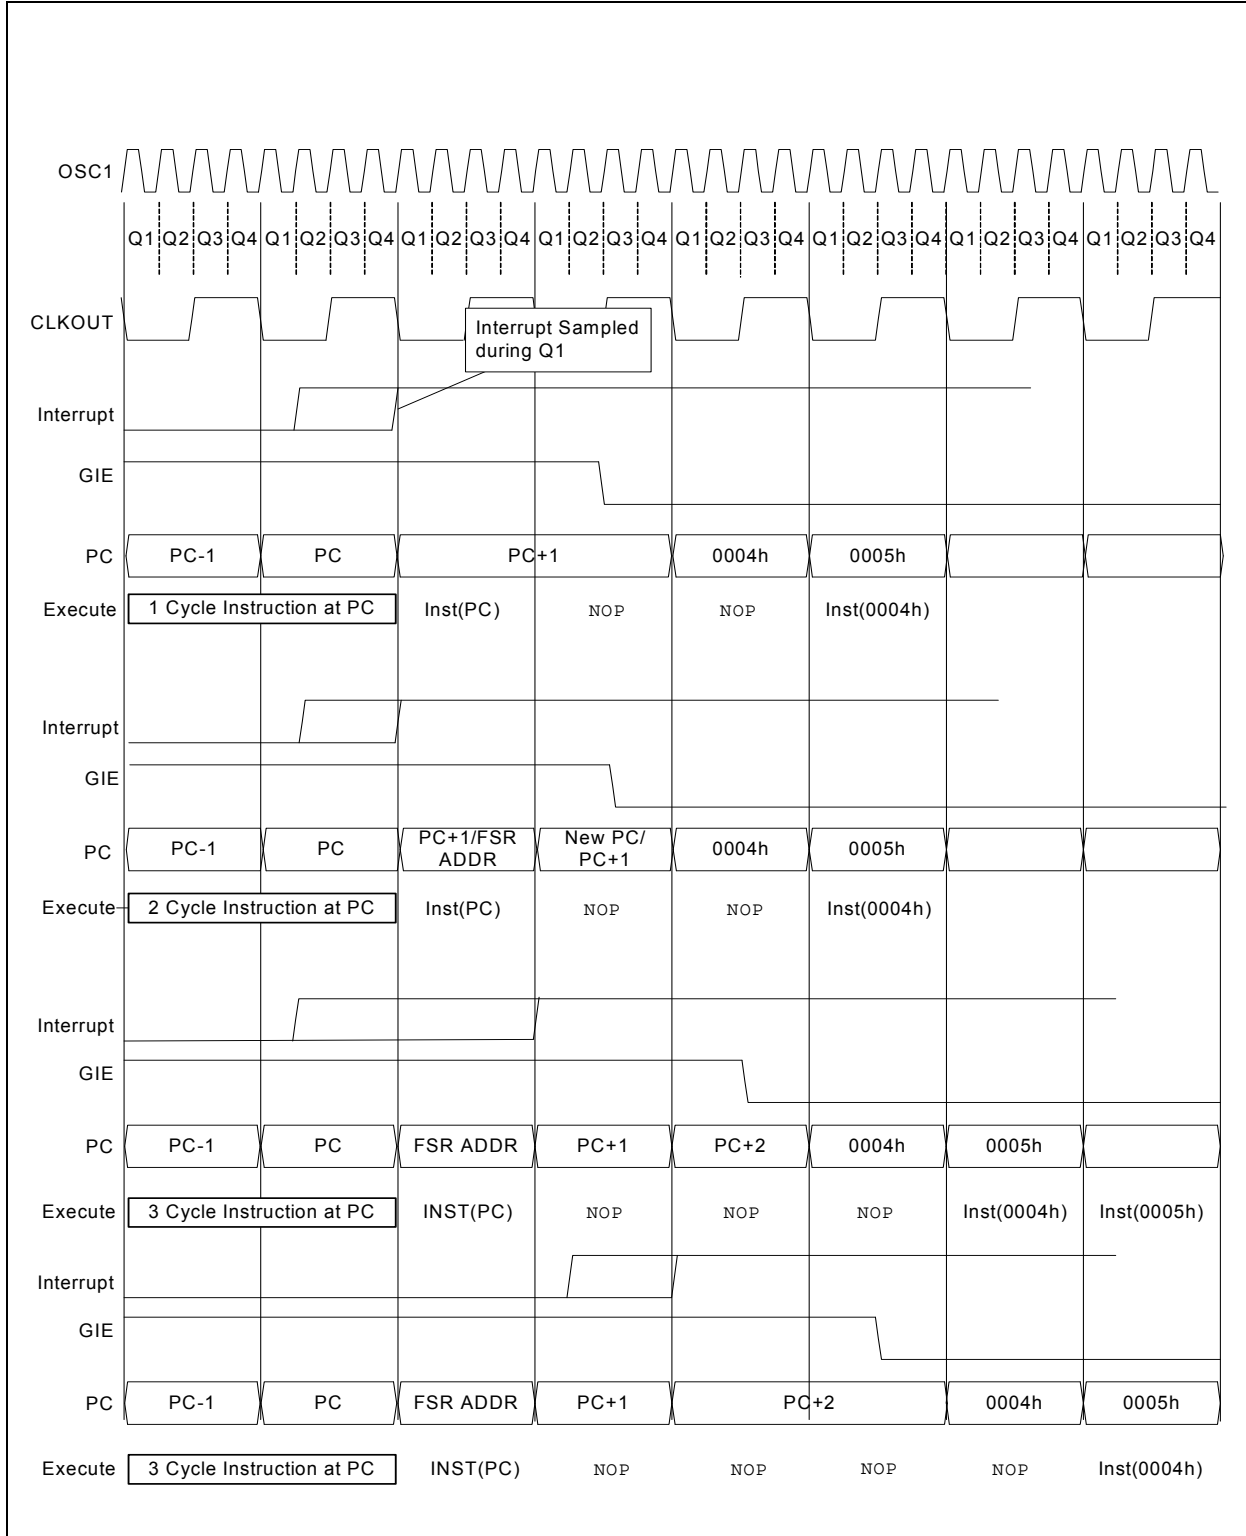 OSC1
Q1 Q2 Q3 Q4 Q1 Q2 Q3 Q4 Q1 Q2 Q3 Q4 Q1 Q2 Q3 Q4 Q1 Q2 Q3 Q4 Q1 Q2 Q3 Q4 Q1 Q2 Q3 Q4 Q1 Q2 Q3 Q4
CLKOUT
Interrupt Sampled
during Q1
Interrupt
GIE
PC PC-1 PC PC+1 0004h 0005h
Execute 1 Cycle Instruction at PC Inst(PC) NOP NOP Inst(0004h)
Interrupt
GIE
PC PC-1 PC PC+1/FSR ADDR New PC/ PC+1 0004h 0005h
Execute 2 Cycle Instruction at PC Inst(PC) NOP NOP Inst(0004h)
Interrupt
GIE
PC PC-1 PC FSR ADDR PC+1 PC+2 0004h 0005h
Execute 3 Cycle Instruction at PC INST(PC) NOP NOP NOP Inst(0004h) Inst(0005h)
Interrupt
GIE
PC PC-1 PC FSR ADDR PC+1 PC+2 0004h 0005h
Execute 3 Cycle Instruction at PC INST(PC) NOP NOP NOP NOP Inst(0004h)